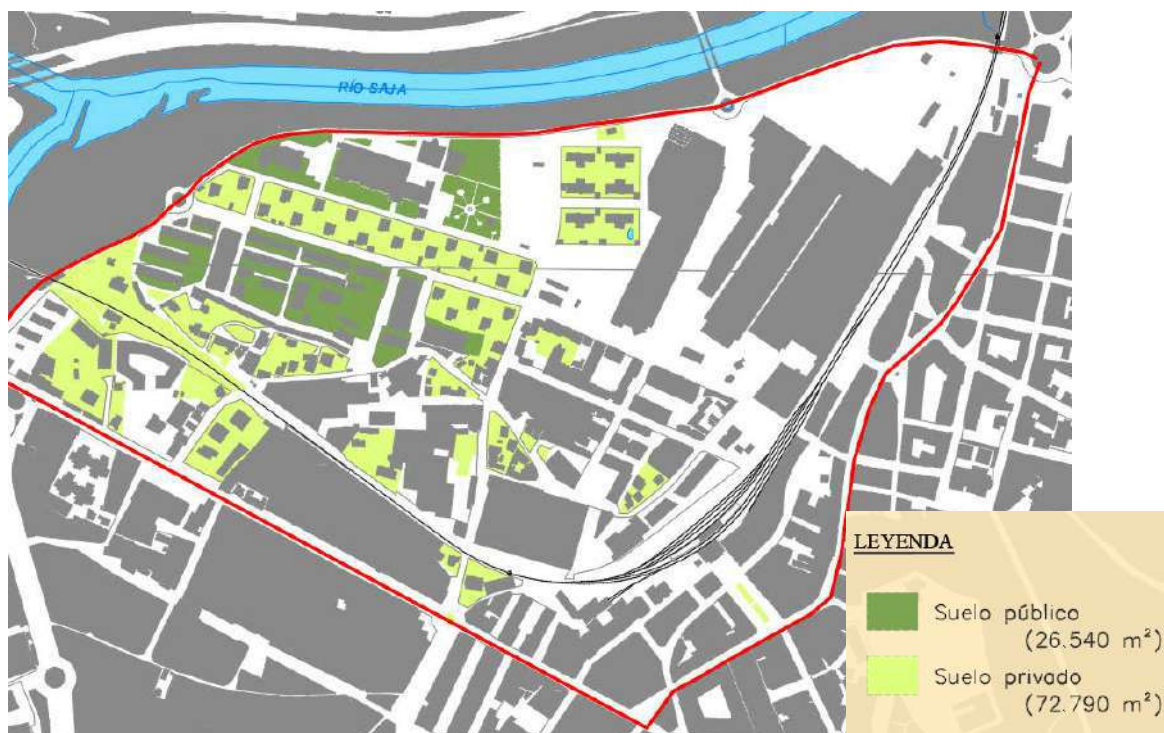 RÍO SAJA
LEYENDA
Suelo público
(26.540 m²)
Suelo privado
(72.790 m²)